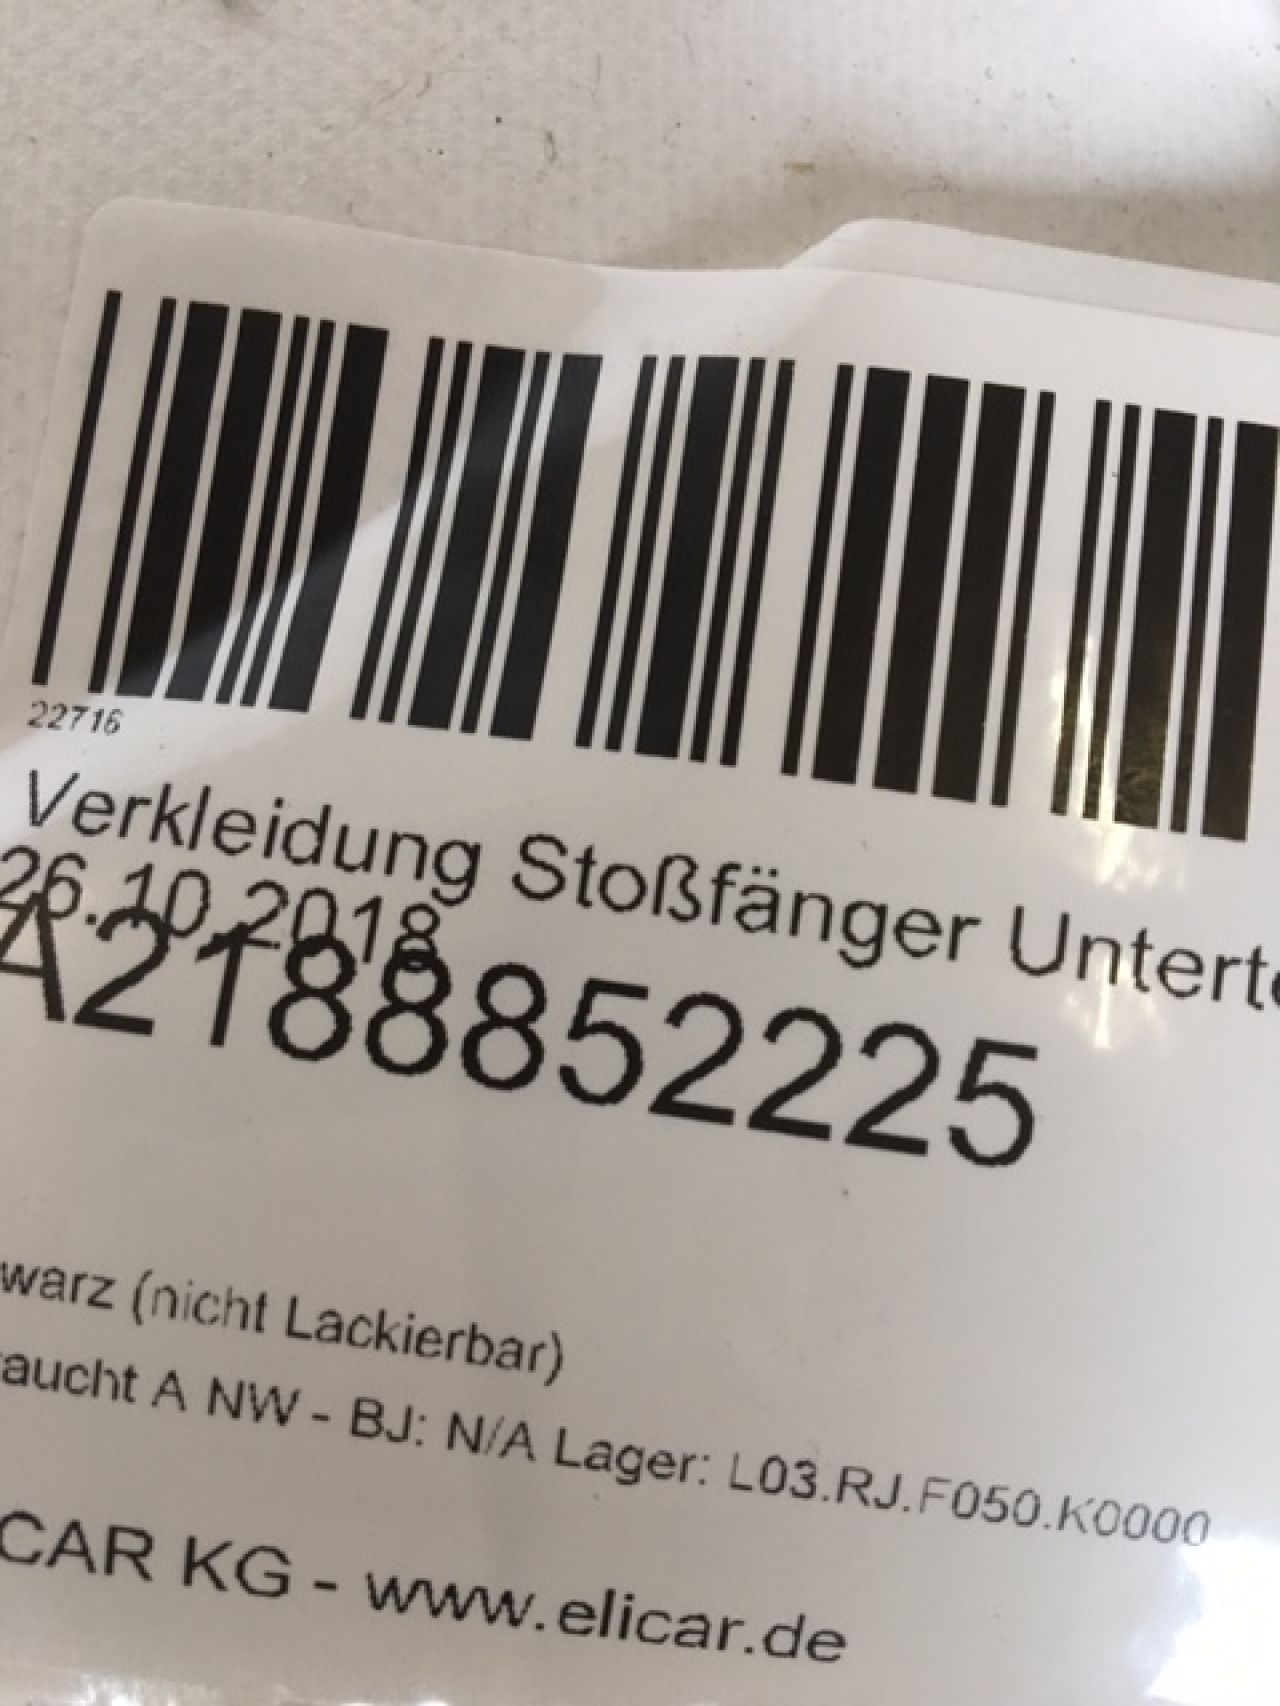 22716
Verkleidung Stoßfänger Unterte
26.10.2018
A2188852225
warz (nicht Lackierbar)
raucht A NW - BJ: N/A Lager: L03.RJ.F050.K0000
CAR KG - www.elicar.de